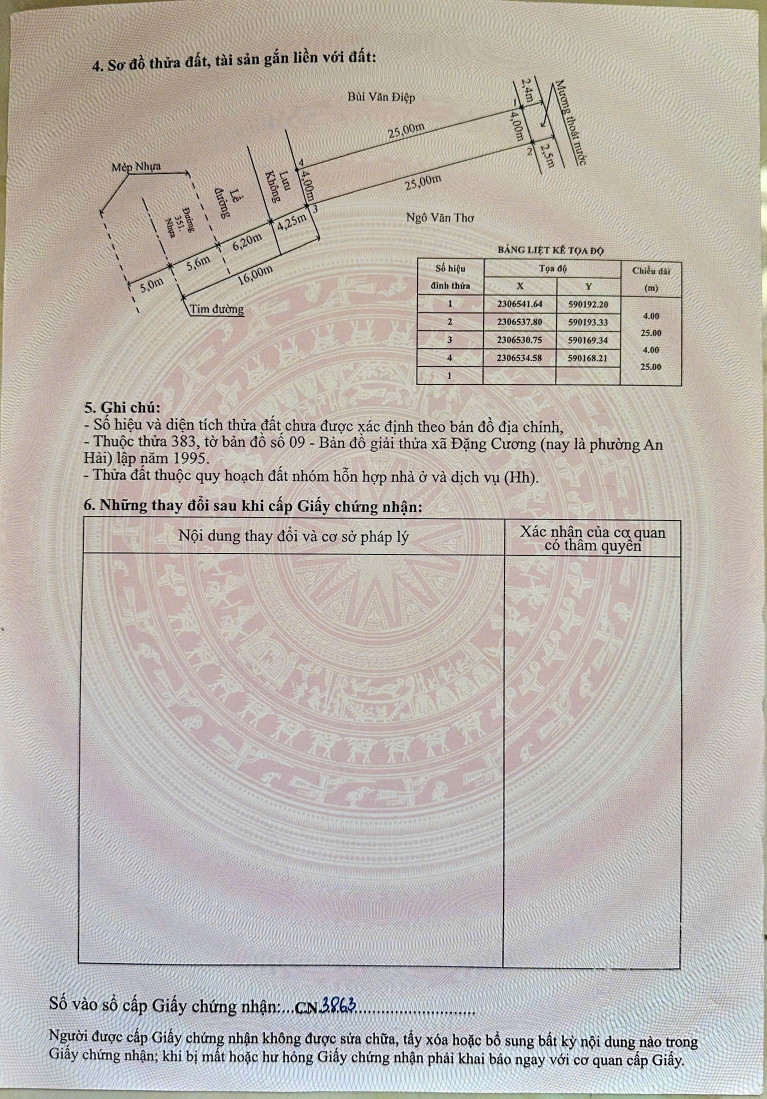 4. Sơ đồ thửa đất, tài sản gắn liền với đất:
Bùi Văn Điệp
2,4m
Mương thoát nước
1
4,00m
2
2,5m
25,00m
25,00m
4
4,00m
3
Mép Nhựa
Lưu
Không
Lề
đường
Đường
351.
Nhựa
Ngô Văn Thơ
4,25m
6,20m
5,6m
5,0m
16,00m
Tim đường
BẢNG LIỆT KÊ TỌA ĐỘ
Số hiệu đỉnh thửa Tọa độ Chiều dài (m)
X Y
1 2306541.64 590192.20
4.00
2 2306537.80 590193.33
25.00
3 2306530.75 590169.34
4.00
4 2306534.58 590168.21
25.00
1
5. Ghi chú:
- Số hiệu và diện tích thửa đất chưa được xác định theo bản đồ địa chính,
- Thuộc thửa 383, tờ bản đồ số 09 - Bản đồ giải thửa xã Đặng Cương (nay là phường An
Hải) lập năm 1995.
- Thửa đất thuộc quy hoạch đất nhóm hỗn hợp nhà ở và dịch vụ (Hh).
6. Những thay đổi sau khi cấp Giấy chứng nhận:
Nội dung thay đổi và cơ sở pháp lý
Xác nhận của cơ quan
có thẩm quyền
Số vào sổ cấp Giấy chứng nhận:...CN.3863...........................
Người được cấp Giấy chứng nhận không được sửa chữa, tẩy xóa hoặc bổ sung bất kỳ nội dung nào trong
Giấy chứng nhận; khi bị mất hoặc hư hỏng Giấy chứng nhận phải khai báo ngay với cơ quan cấp Giấy.